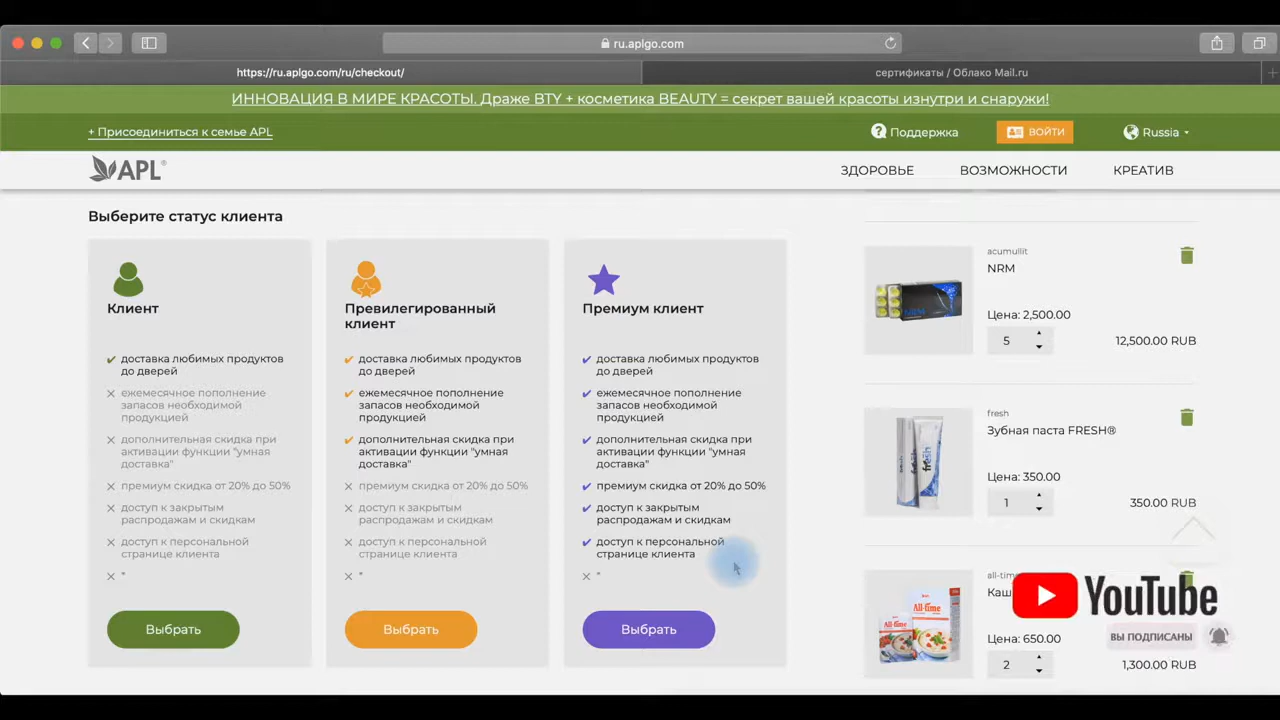 ru.aplgo.com
https://ru.aplgo.com/ru/checkout/
сертификаты / Облако Mail.ru
ИННОВАЦИЯ В МИРЕ КРАСОТЫ. Драже BTY + косметика BEAUTY = секрет вашей красоты изнутри и снаружи!
+ Присоединиться к семье APL
Поддержка
ВОЙТИ
Russia
APL®
ЗДОРОВЬЕ
ВОЗМОЖНОСТИ
КРЕАТИВ
Выберите статус клиента
Клиент
доставка любимых продуктов
до дверей
ежемесячное пополнение
запасов необходимой
продукцией
дополнительная скидка при
активации функции "умная
доставка"
премиум скидка от 20% до 50%
доступ к закрытым
распродажам и скидкам
доступ к персональной
странице клиента
*
Выбрать
Превилегированный
клиент
доставка любимых продуктов
до дверей
ежемесячное пополнение
запасов необходимой
продукцией
дополнительная скидка при
активации функции "умная
доставка"
премиум скидка от 20% до 50%
доступ к закрытым
распродажам и скидкам
доступ к персональной
странице клиента
*
Выбрать
Премиум клиент
доставка любимых продуктов
до дверей
ежемесячное пополнение
запасов необходимой
продукцией
дополнительная скидка при
активации функции "умная
доставка"
премиум скидка от 20% до 50%
доступ к закрытым
распродажам и скидкам
доступ к персональной
странице клиента
*
Выбрать
acumullit
NRM
NRM
Цена: 2,500.00
5
12,500.00 RUB
fresh
Зубная паста FRESH®
fresh
Цена: 350.00
1
350.00 RUB
all-tim
Каш
All-time
All-time
Цена: 650.00
2
1,300.00 RUB
YouTube
ВЫ ПОДПИСАНЫ